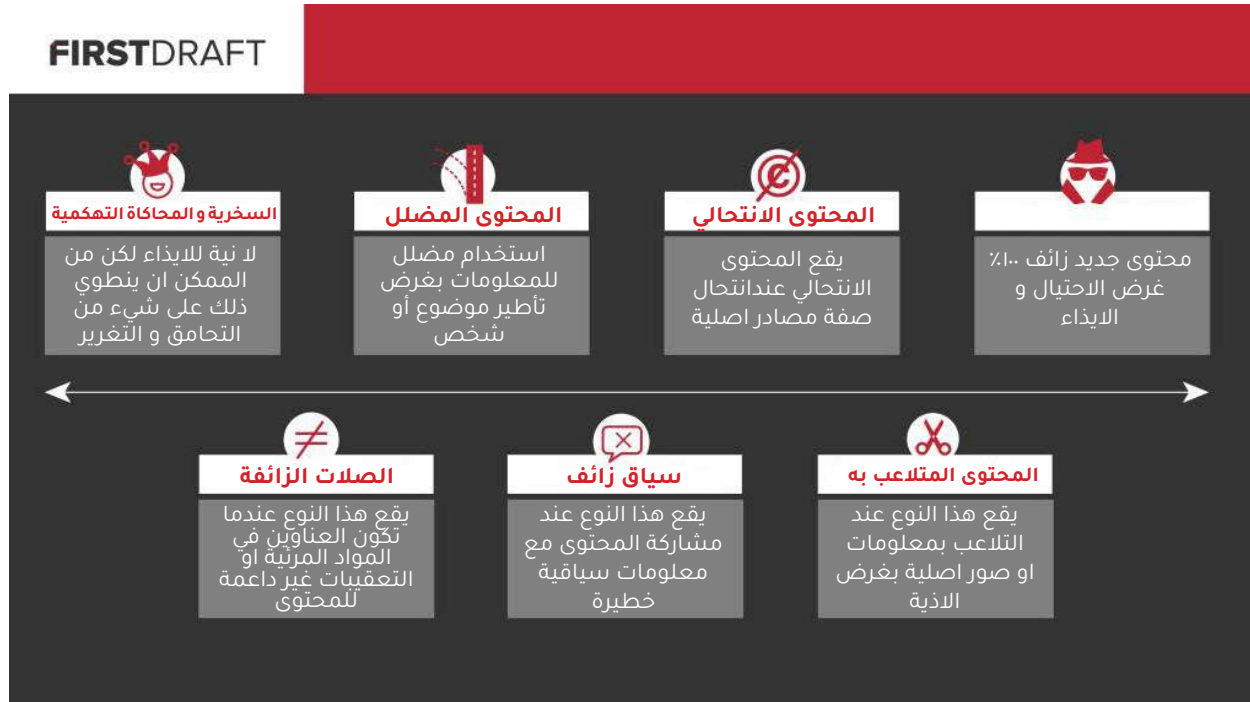 FIRSTDRAFT
السخرية والمحاكاة التهكمية
لا نية للايذاء لكن من
الممكن ان ينطوي
ذلك على شيء من
التحامق و التغرير
المحتوى المضلل
استخدام مضلل
للمعلومات بغرض
تأطير موضوع أو
شخص
المحتوى الانتحالي
يقع المحتوى
الانتحالي عندانتحال
صفة مصادر اصلية
محتوى جديد زائف ١٠٠٪
غرض الاحتيال و
الايذاء
الصلات الزائفة
يقع هذا النوع عندما
تكون العناوين في
المواد المرئية او
التعقيبات غير داعمة
للمحتوى
سياق زائف
يقع هذا النوع عند
مشاركة المحتوى مع
معلومات سياقية
خطيرة
المحتوى المتلاعب به
يقع هذا النوع عند
التلاعب بمعلومات
او صور اصلية بغرض
الاذية